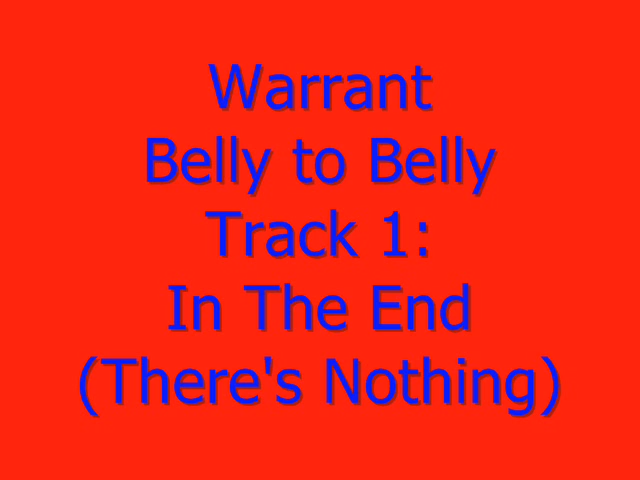 Warrant
Belly to Belly
Track 1:
In The End
(There's Nothing)